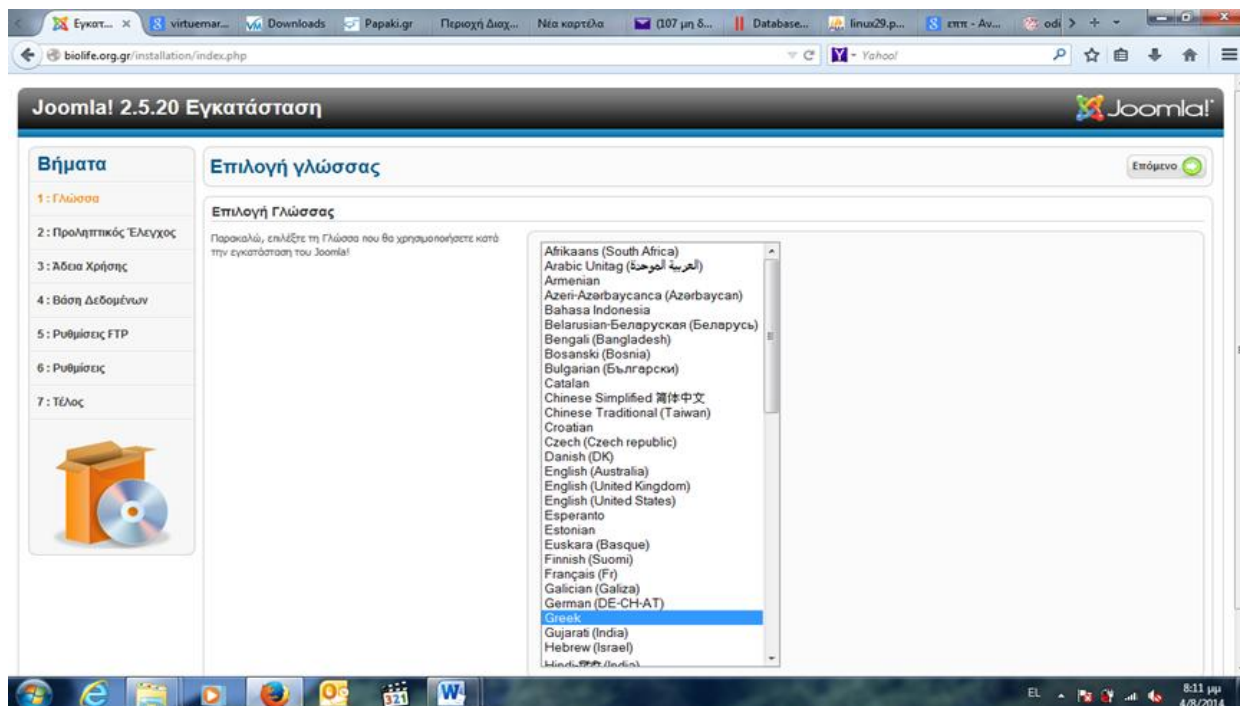 Εγκατ...
virtuemar...
Downloads
Papaki.gr
Περιοχή Διαχ...
Νέα καρτέλα
(107 μη δ...
Database...
linux29.p...
επιπ - Αν...
odi
biolife.org.gr/installation/index.php
Yahoo!
Joomla! 2.5.20 Εγκατάσταση
Joomla!
Βήματα
1 : Γλώσσα
2 : Προληπτικός Έλεγχος
3 : Άδεια Χρήσης
4 : Βάση Δεδομένων
5 : Ρυθμίσεις FTP
6 : Ρυθμίσεις
7 : Τέλος
Επιλογή γλώσσας
Επόμενο
Επιλογή Γλώσσας
Παρακαλώ, επιλέξτε τη Γλώσσα που θα χρησιμοποιήσετε κατά
την εγκατάσταση του Joomla!
Afrikaans (South Africa)
Arabic Unitag (العربية الموحدة)
Armenian
Azeri-Azərbaycanca (Azərbaycan)
Bahasa Indonesia
Belarusian-Беларуская (Беларусь)
Bengali (Bangladesh)
Bosanski (Bosnia)
Bulgarian (Български)
Catalan
Chinese Simplified 简体中文
Chinese Traditional (Taiwan)
Croatian
Czech (Czech republic)
Danish (DK)
English (Australia)
English (United Kingdom)
English (United States)
Esperanto
Estonian
Euskara (Basque)
Finnish (Suomi)
Français (Fr)
Galician (Galiza)
German (DE-CH-AT)
Greek
Gujarati (India)
Hebrew (Israel)
Hindi-हिन्दी (India)
321
EL
8:11 μμ
4/8/2014